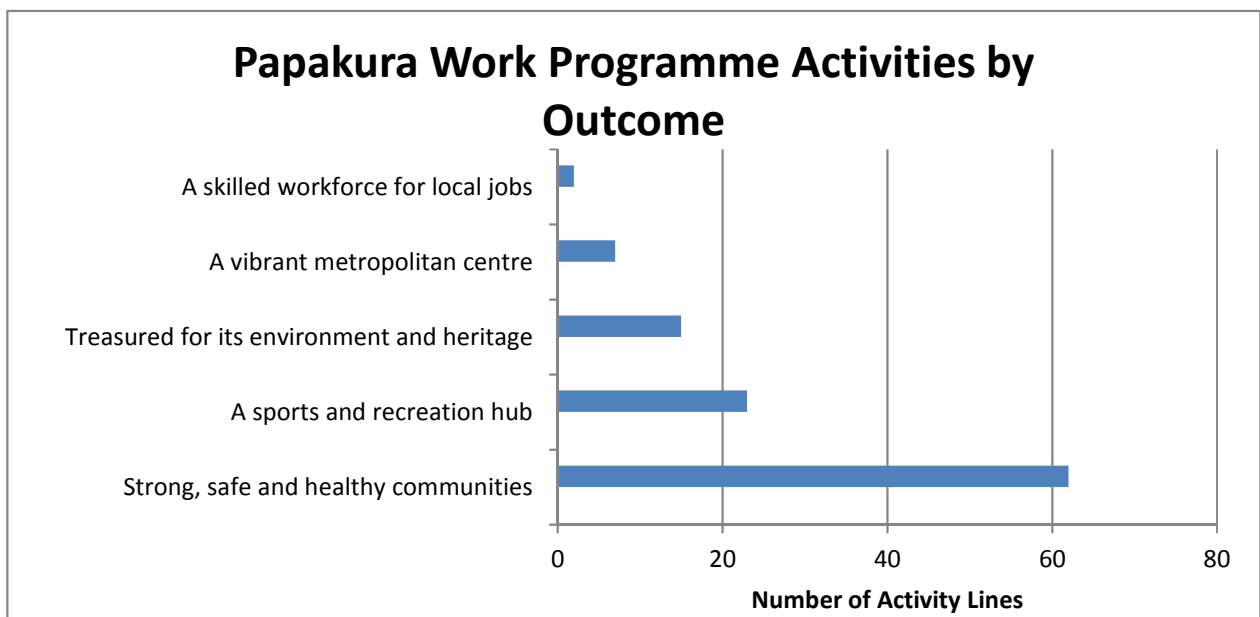 Papakura Work Programme Activities by
Outcome
A skilled workforce for local jobs
A vibrant metropolitan centre
Treasured for its environment and heritage
A sports and recreation hub
Strong, safe and healthy communities
0 20 40 60 80
Number of Activity Lines